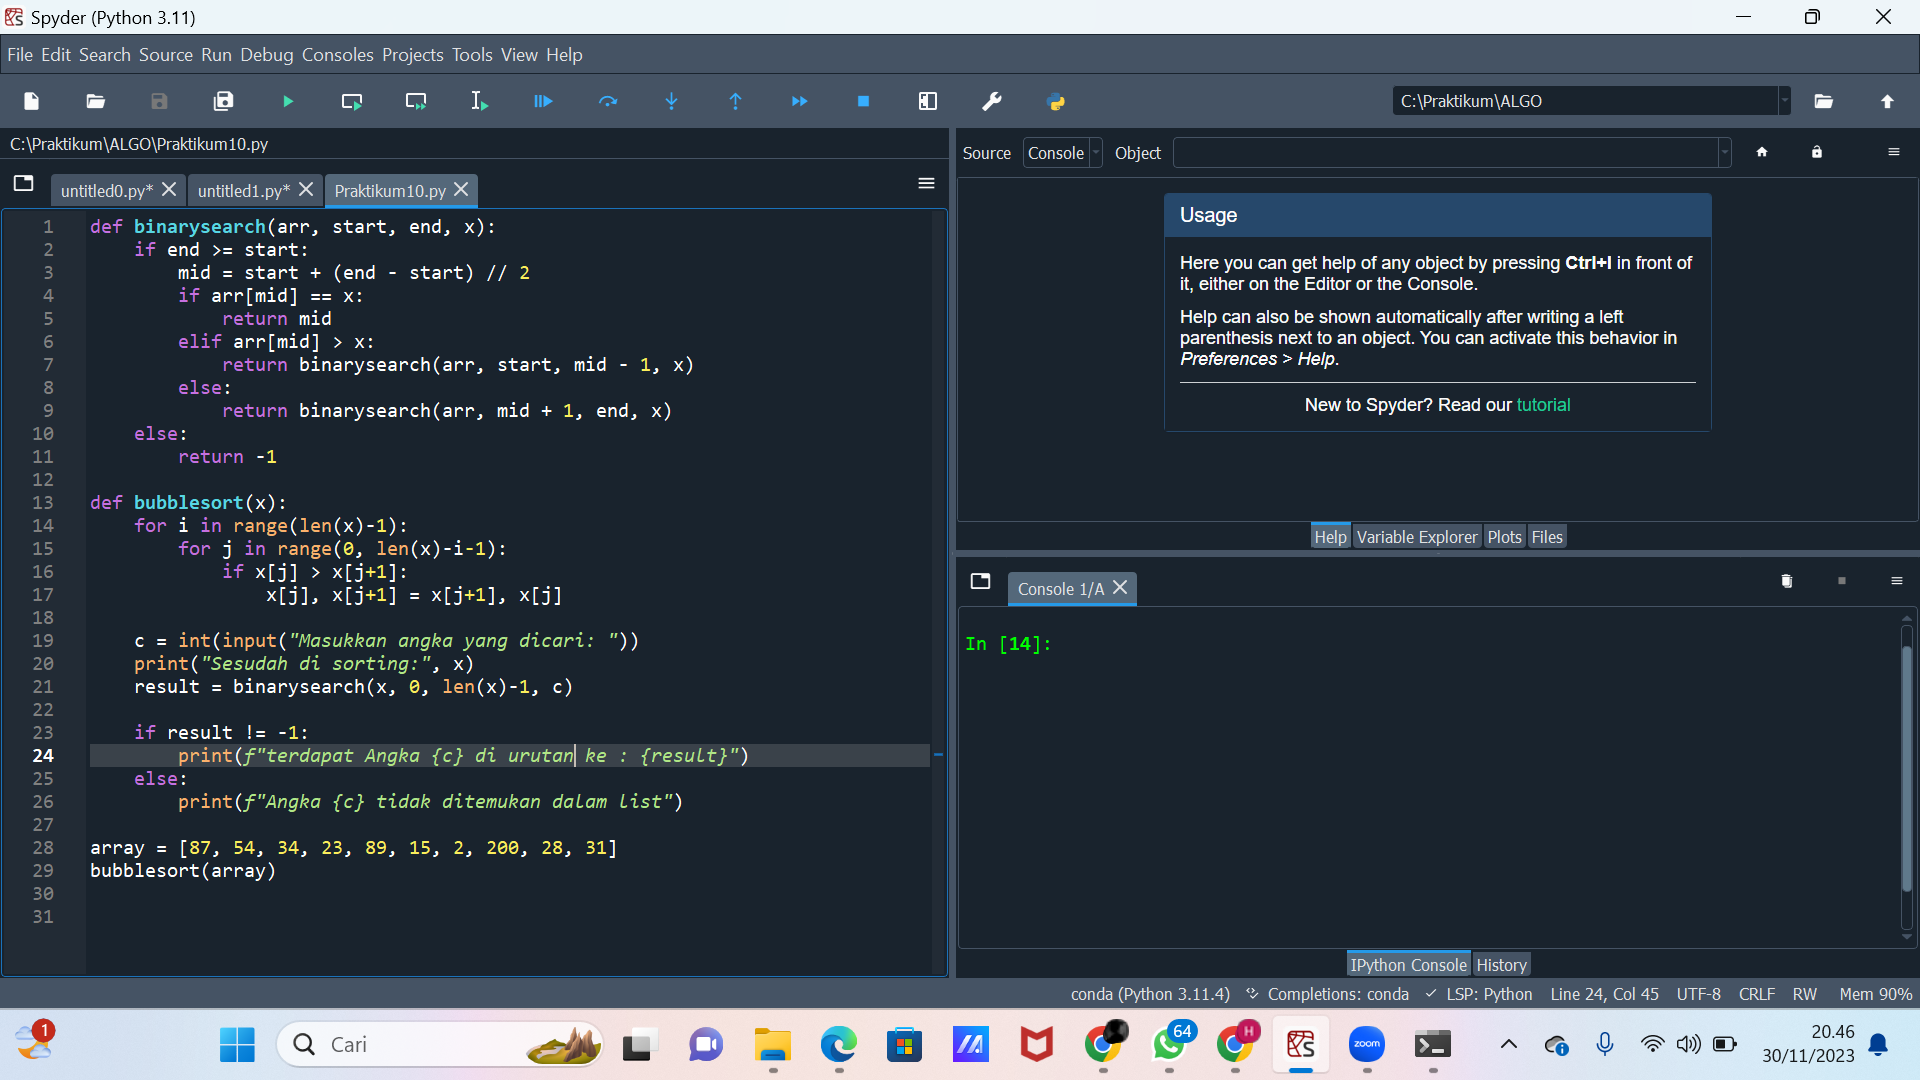 Spyder (Python 3.11)
File Edit Search Source Run Debug Consoles Projects Tools View Help
C:\Praktikum\ALGO
C:\Praktikum\ALGO\Praktikum10.py
untitled0.py*
untitled1.py*
Praktikum10.py
1 def binarysearch(arr, start, end, x):
2     if end >= start:
3         mid = start + (end - start) // 2
4         if arr[mid] == x:
5             return mid
6         elif arr[mid] > x:
7             return binarysearch(arr, start, mid - 1, x)
8         else:
9             return binarysearch(arr, mid + 1, end, x)
10     else:
11         return -1
12
13 def bubblesort(x):
14     for i in range(len(x)-1):
15         for j in range(0, len(x)-i-1):
16             if x[j] > x[j+1]:
17                 x[j], x[j+1] = x[j+1], x[j]
18
19     c = int(input("Masukkan angka yang dicari: "))
20     print("Sesudah di sorting:", x)
21     result = binarysearch(x, 0, len(x)-1, c)
22
23     if result != -1:
24         print(f"terdapat Angka {c} di urutan ke : {result}")
25     else:
26         print(f"Angka {c} tidak ditemukan dalam list")
27
28 array = [87, 54, 34, 23, 89, 15, 2, 200, 28, 31]
29 bubblesort(array)
30
31
Source Console Object
Usage
Here you can get help of any object by pressing Ctrl+I in front of
it, either on the Editor or the Console.
Help can also be shown automatically after writing a left
parenthesis next to an object. You can activate this behavior in
Preferences > Help.
New to Spyder? Read our tutorial
Help Variable Explorer Plots Files
Console 1/A
In [14]:
IPython Console History
conda (Python 3.11.4) Completions: conda LSP: Python Line 24, Col 45 UTF-8 CRLF RW Mem 90%
1
Cari
64
H
zoom
20.46
30/11/2023